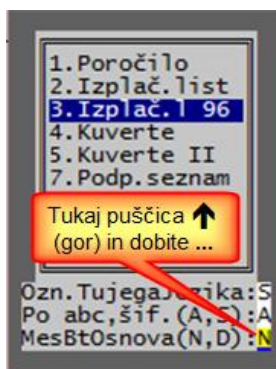 1.Poročilo
2.Izplač.list
3.Izplač.l 96
4.Kuverte
5.Kuverte II
7.Podp.seznam
Tukaj puščica ↑
(gor) in dobite ...
Ozn.TujegaJezika:S
Po abc,šif.(A,S):A
MesBtOsnova(N,D):N